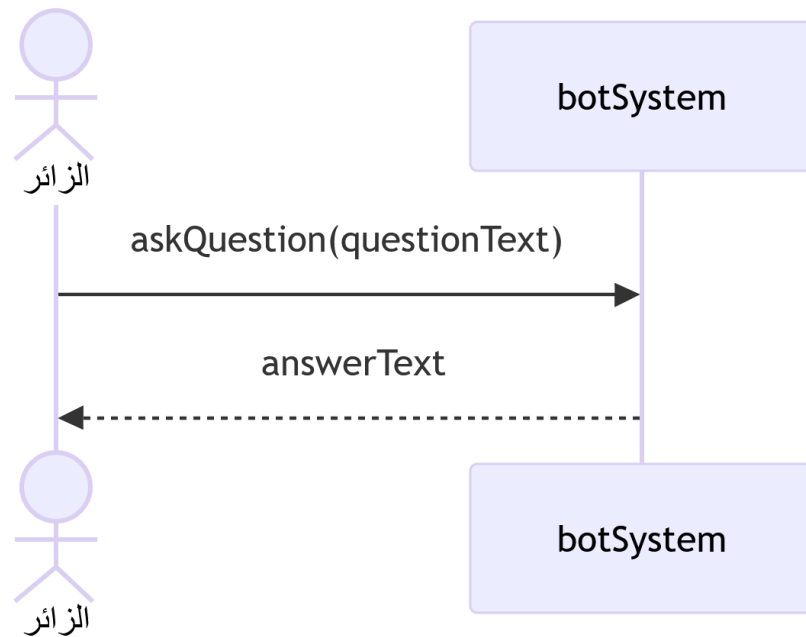 botSystem
الزائر
askQuestion(questionText)
answerText
botSystem
الزائر